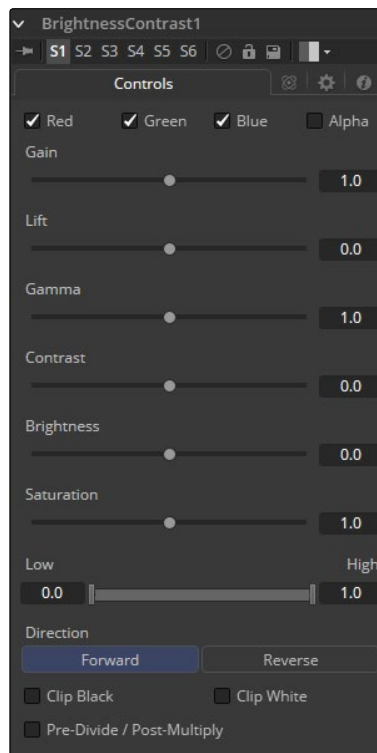 BrightnessContrast1
S1 S2 S3 S4 S5 S6
Controls
Red Green Blue Alpha
Gain
1.0
Lift
0.0
Gamma
1.0
Contrast
0.0
Brightness
0.0
Saturation
1.0
Low High
0.0 1.0
Direction
Forward Reverse
Clip Black Clip White
Pre-Divide / Post-Multiply